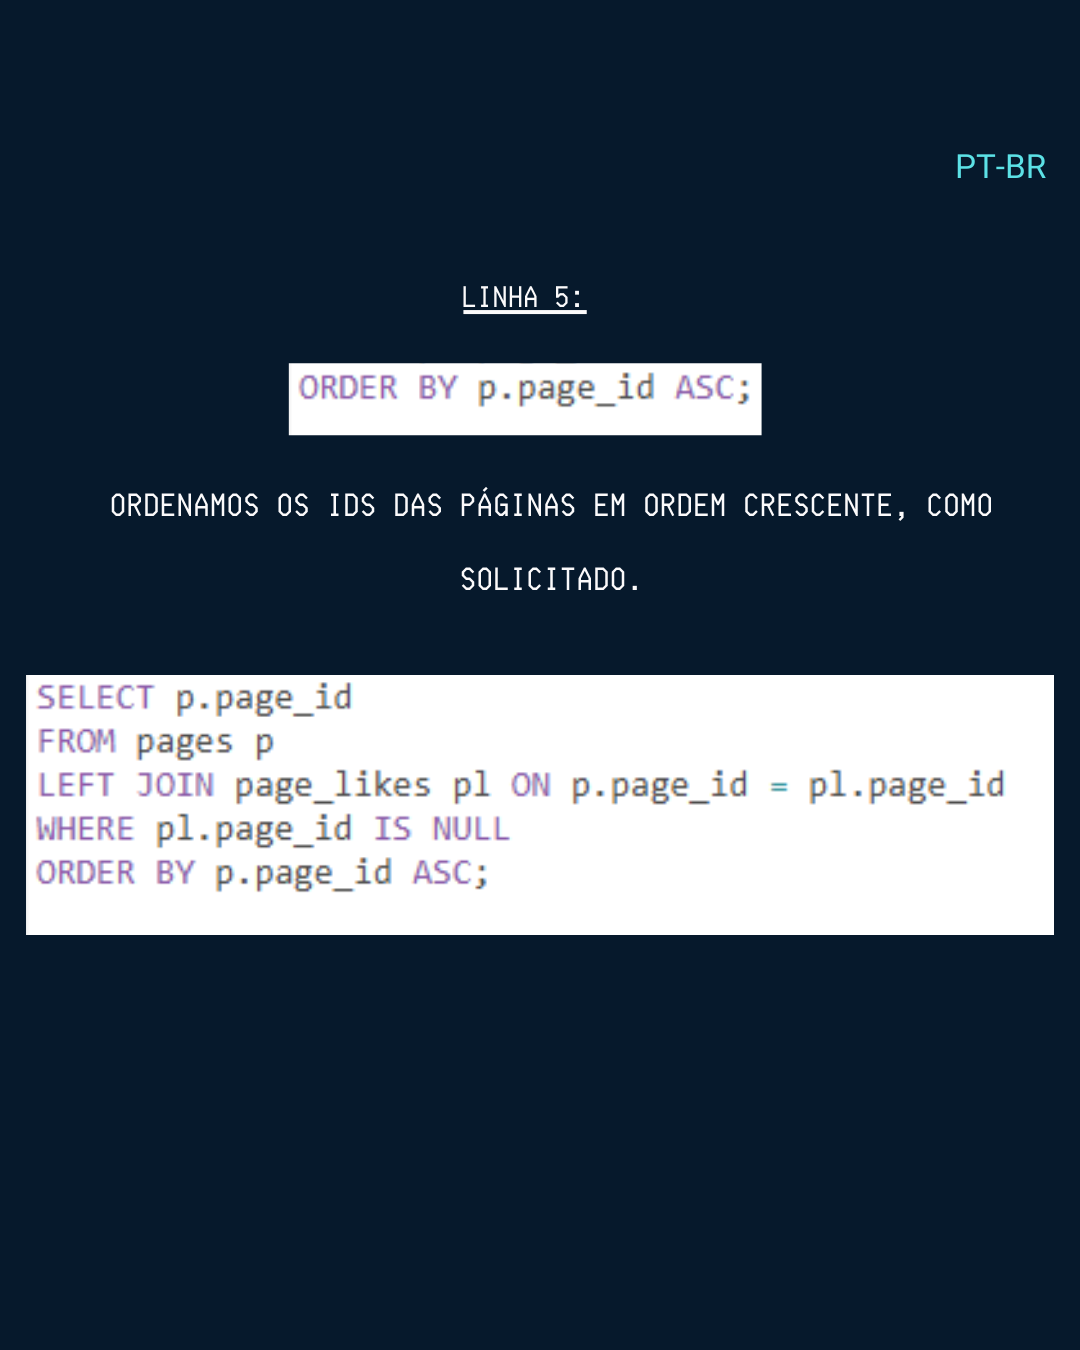 PT-BR
LINHA 5:
ORDER BY p.page_id ASC;
ORDENAMOS OS IDS DAS PÁGINAS EM ORDEM CRESCENTE, COMO
SOLICITADO.
SELECT p.page_id
FROM pages p
LEFT JOIN page_likes pl ON p.page_id = pl.page_id
WHERE pl.page_id IS NULL
ORDER BY p.page_id ASC;